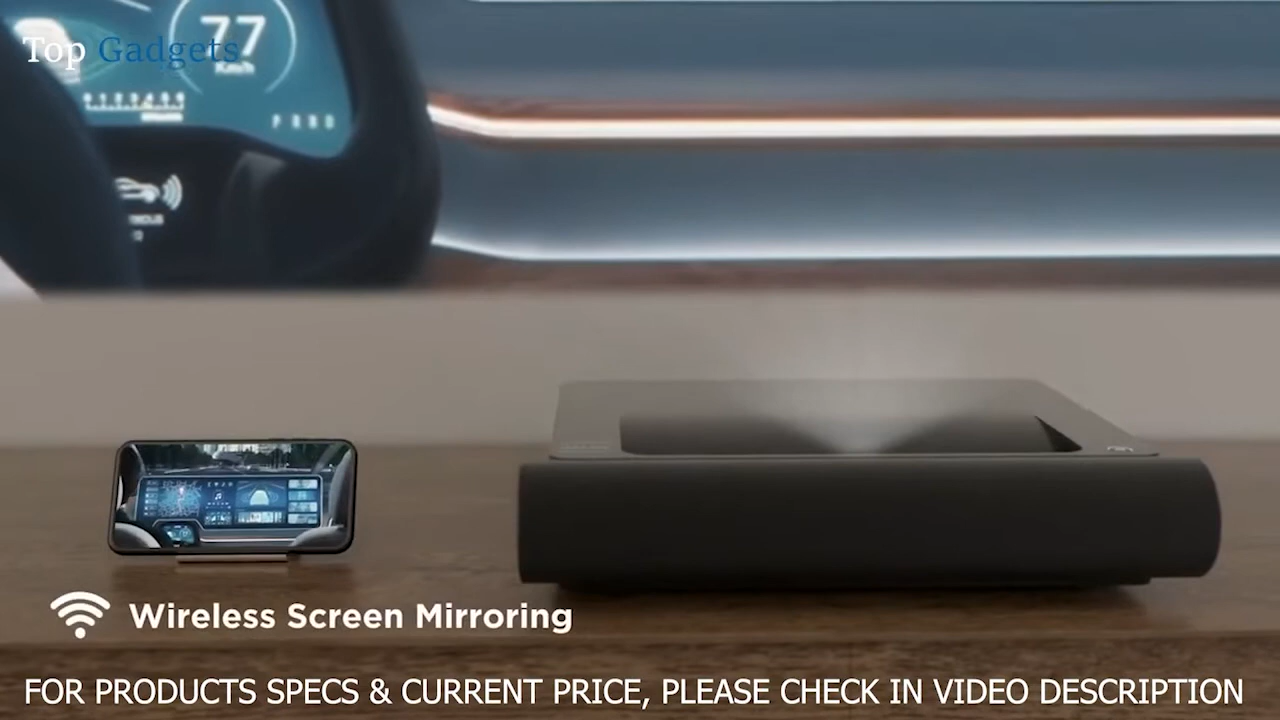 Top Gadgets
77
Km/h
P R N D
Wireless Screen Mirroring
FOR PRODUCTS SPECS & CURRENT PRICE, PLEASE CHECK IN VIDEO DESCRIPTION